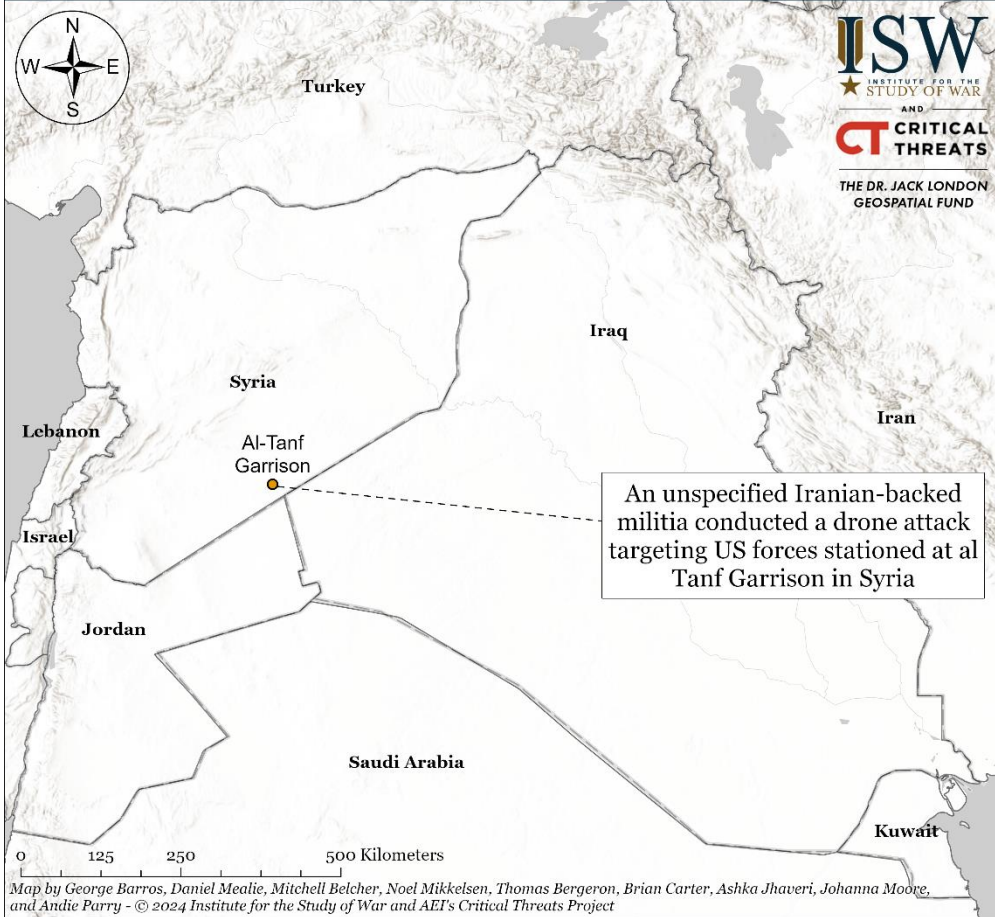 N
W E
S
ISW
INSTITUTE FOR THE
STUDY OF WAR
AND
CT CRITICAL
THREATS
THE DR. JACK LONDON
GEOSPATIAL FUND
Turkey
Iraq
Syria
Iran
Lebanon
Al-Tanf
Garrison
An unspecified Iranian-backed
militia conducted a drone attack
targeting US forces stationed at al
Tanf Garrison in Syria
Israel
Jordan
Saudi Arabia
Kuwait
0 125 250 500 Kilometers
Map by George Barros, Daniel Mealie, Mitchell Belcher, Noel Mikkelsen, Thomas Bergeron, Brian Carter, Ashka Jhaveri, Johanna Moore,
and Andie Parry - © 2024 Institute for the Study of War and AEI's Critical Threats Project